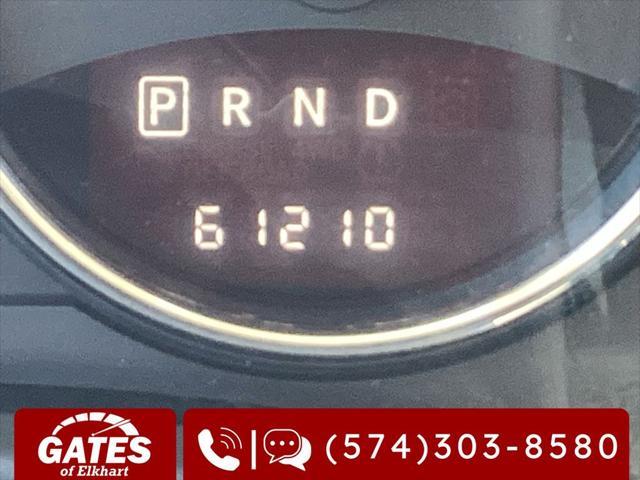 P R N D
61210
GATES
of Elkhart
(574)303-8580